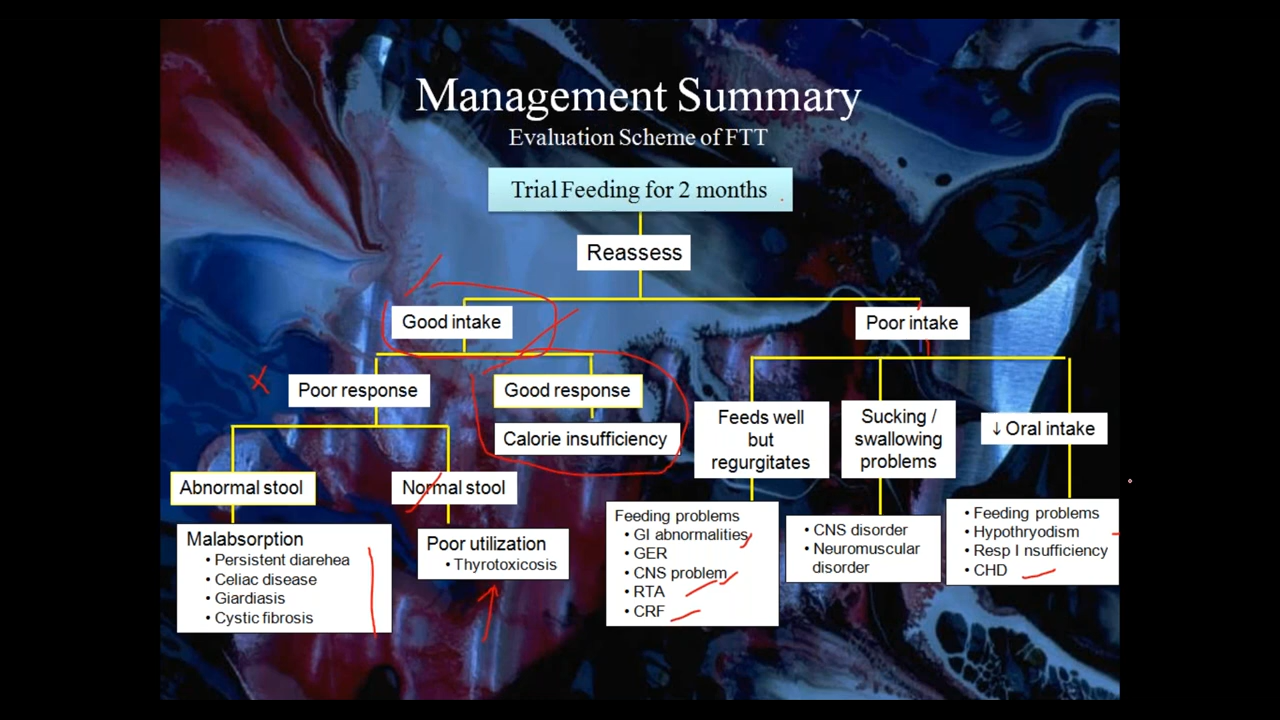 Management Summary
Evaluation Scheme of FTT
Trial Feeding for 2 months
Reassess
Good intake
Poor intake
Poor response
Good response
Calorie insufficiency
Feeds well
but
regurgitates
Sucking /
swallowing
problems
↓ Oral intake
Abnormal stool
Normal stool
Malabsorption
• Persistent diarehea
• Celiac disease
• Giardiasis
• Cystic fibrosis
Poor utilization
• Thyrotoxicosis
Feeding problems
• GI abnormalities
• GER
• CNS problem
• RTA
• CRF
• CNS disorder
• Neuromuscular
disorder
• Feeding problems
• Hypothryodism
• Resp I nsufficiency
• CHD